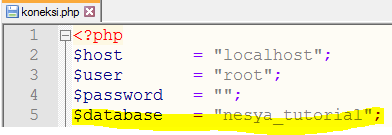 koneksi.php
1 <?php
2 $host = "localhost";
3 $user = "root";
4 $password = "";
5 $database = "nesya_tutorial";